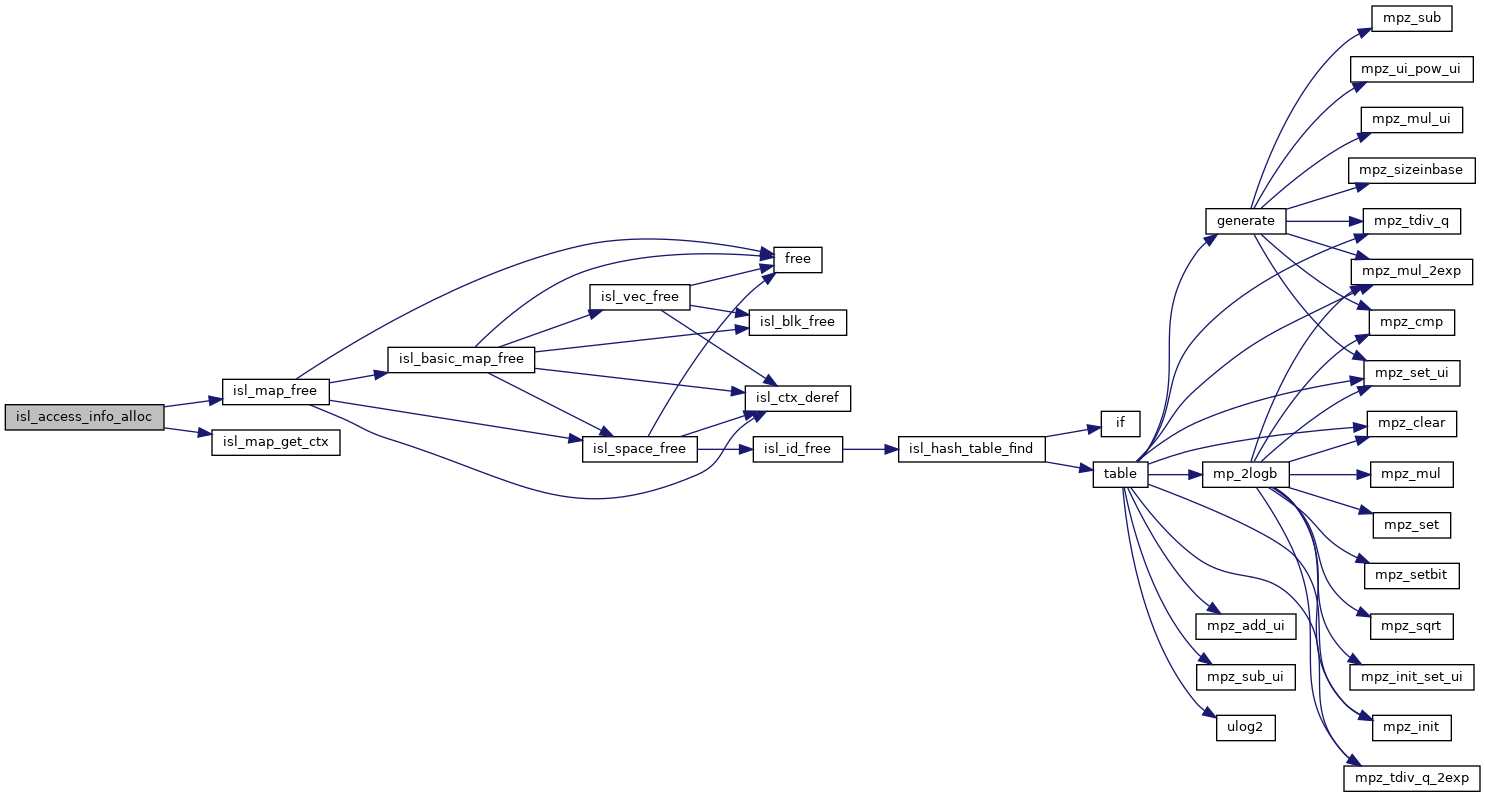 isl_access_info_alloc
isl_map_free
isl_map_get_ctx
isl_basic_map_free
isl_vec_free
isl_space_free
free
isl_blk_free
isl_ctx_deref
isl_id_free
isl_hash_table_find
if
table
generate
mp_2logb
mpz_add_ui
mpz_sub_ui
ulog2
mpz_sub
mpz_ui_pow_ui
mpz_mul_ui
mpz_sizeinbase
mpz_tdiv_q
mpz_mul_2exp
mpz_cmp
mpz_set_ui
mpz_clear
mpz_mul
mpz_set
mpz_setbit
mpz_sqrt
mpz_init_set_ui
mpz_init
mpz_tdiv_q_2exp